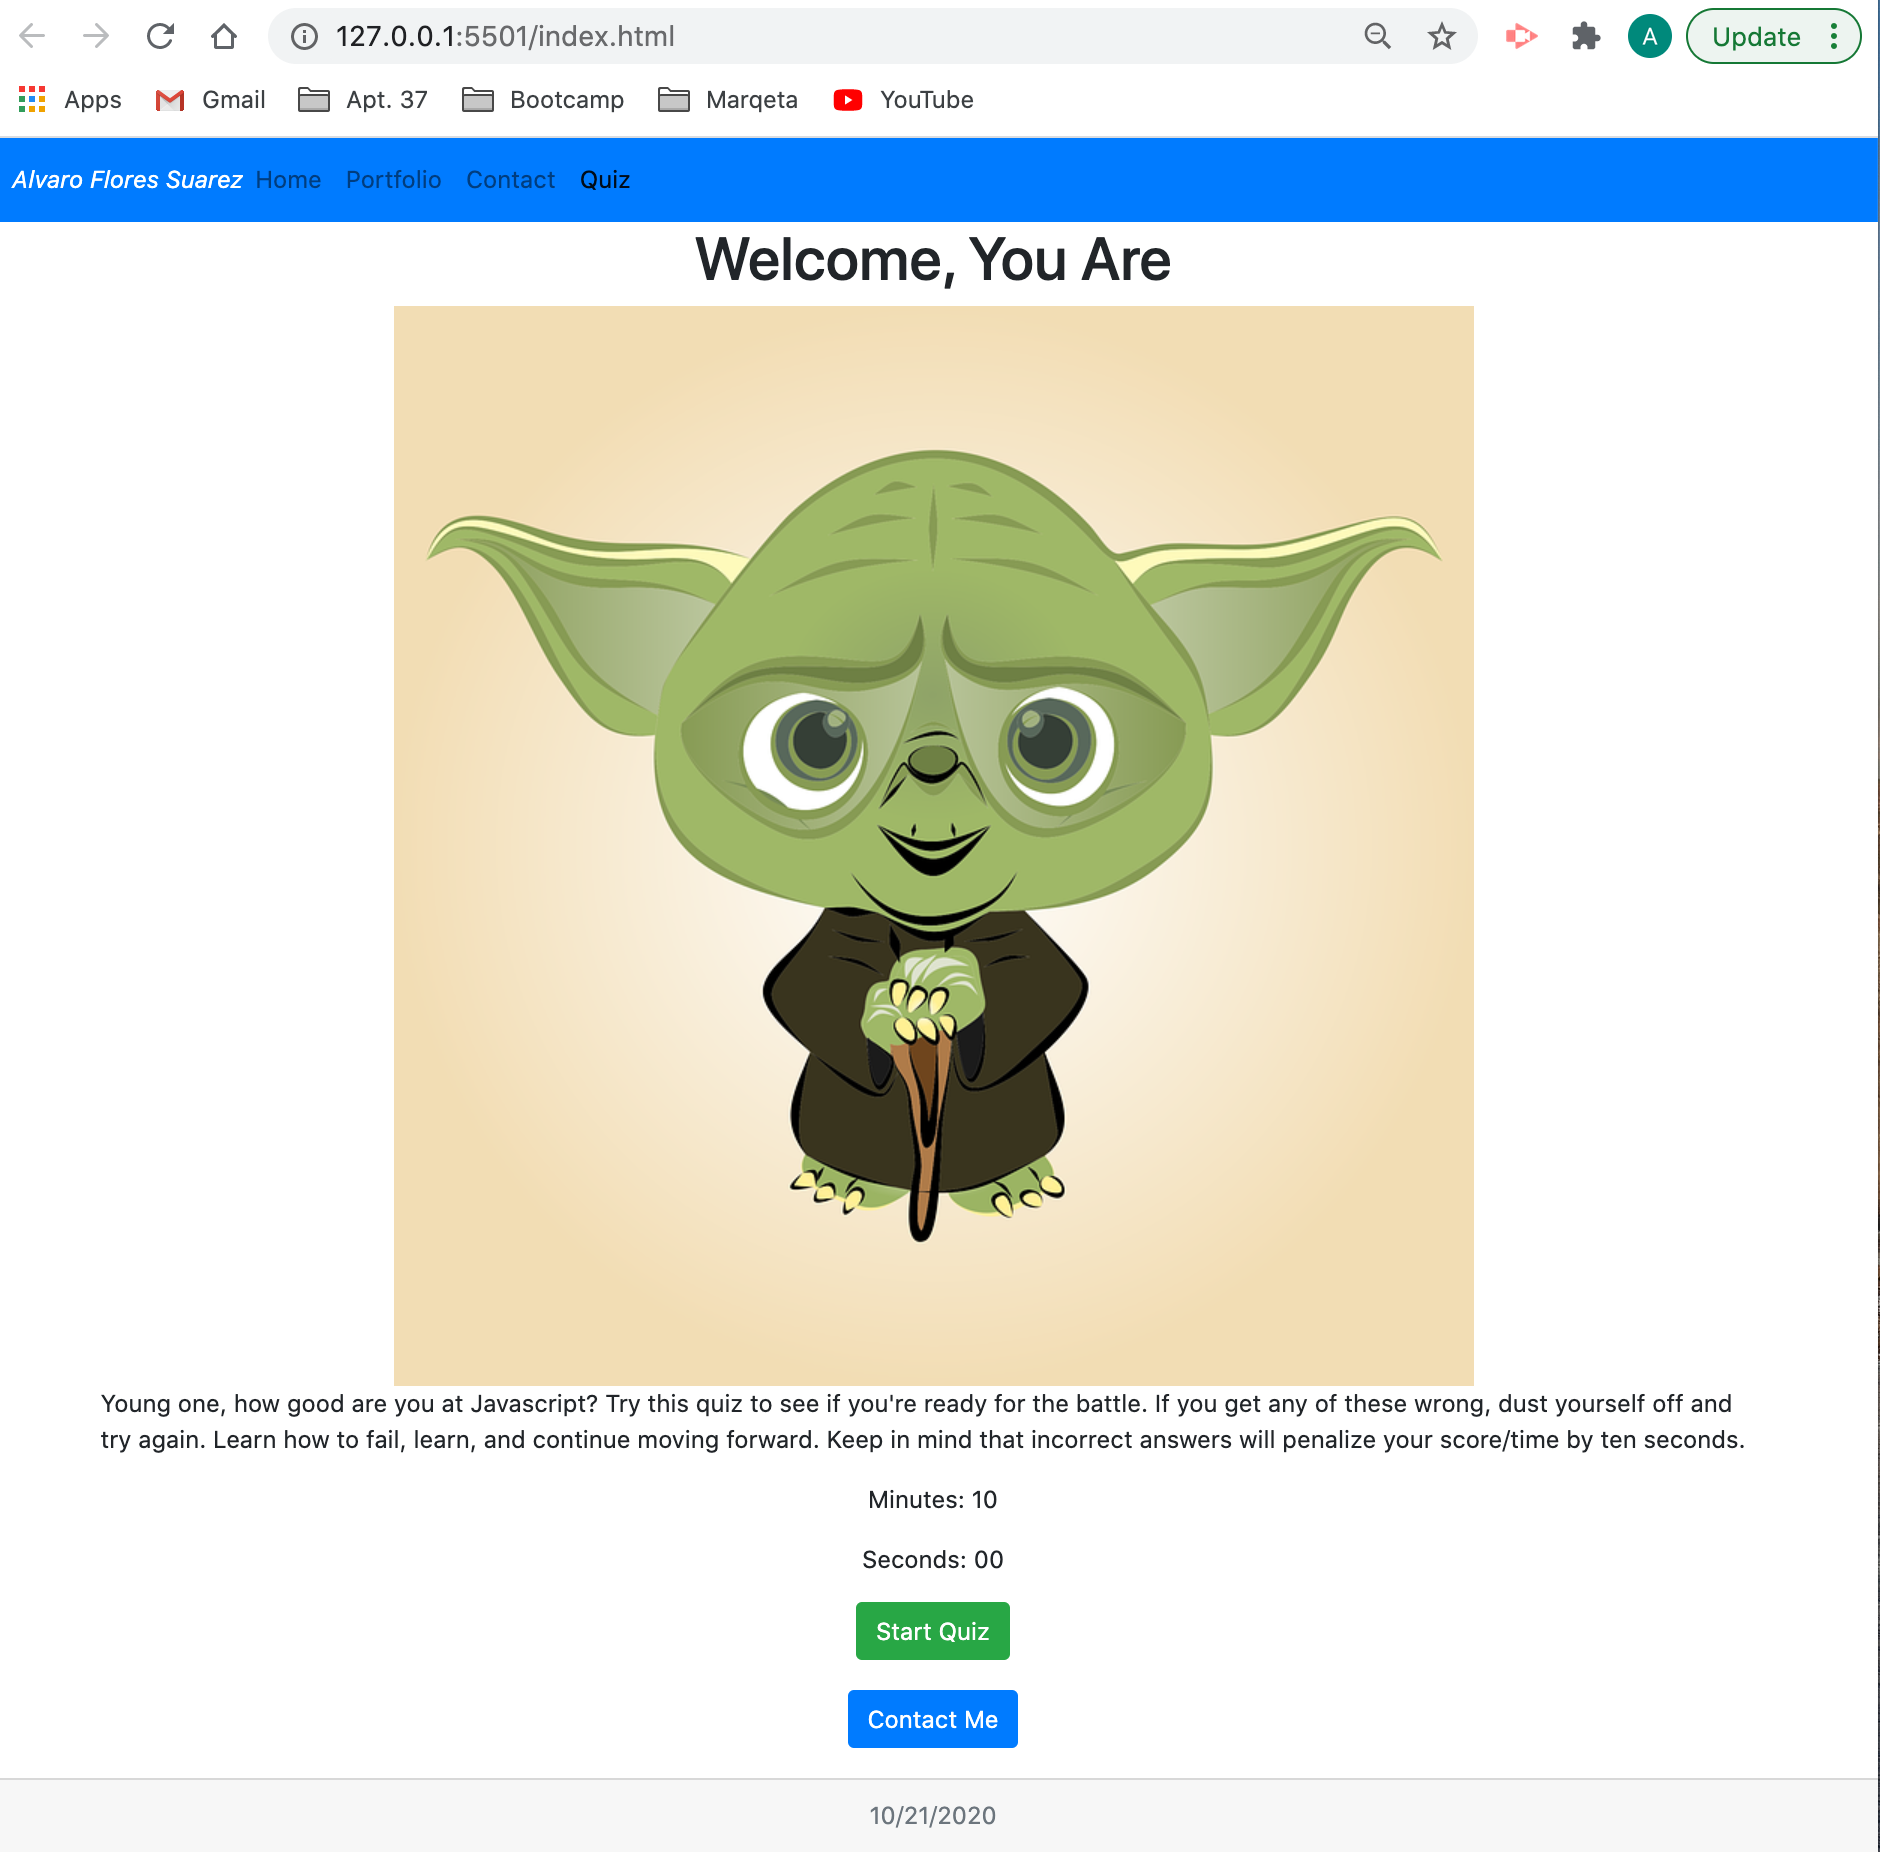 127.0.0.1:5501/index.html
A
Update
Apps Gmail Apt. 37 Bootcamp Marqeta YouTube
Alvaro Flores Suarez Home Portfolio Contact Quiz
Welcome, You Are
Young one, how good are you at Javascript? Try this quiz to see if you're ready for the battle. If you get any of these wrong, dust yourself off and
try again. Learn how to fail, learn, and continue moving forward. Keep in mind that incorrect answers will penalize your score/time by ten seconds.
Minutes: 10
Seconds: 00
Start Quiz
Contact Me
10/21/2020